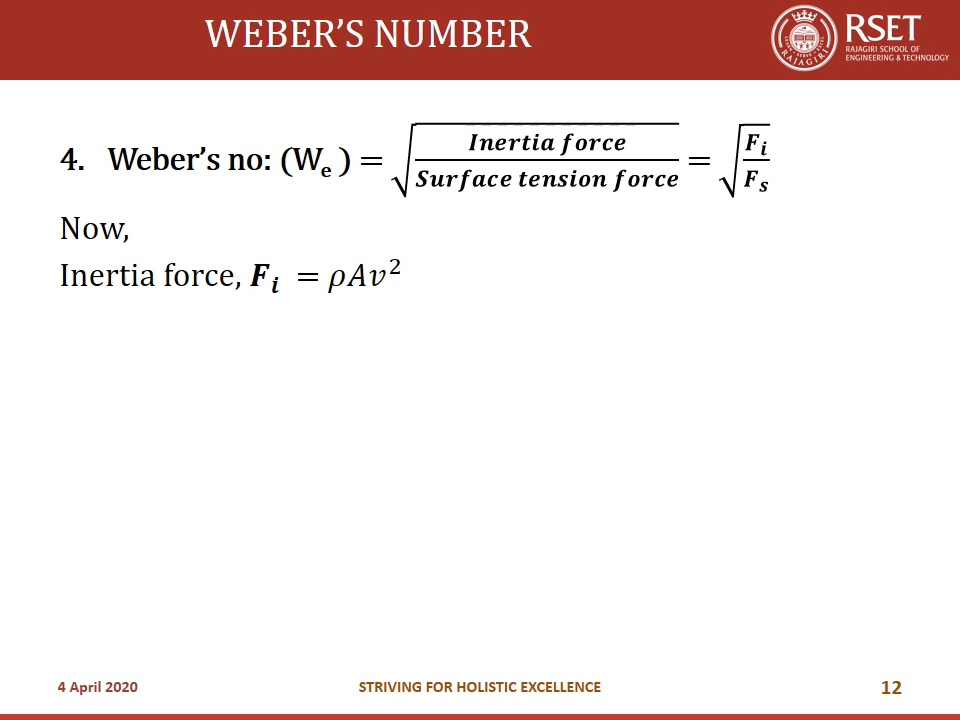 WEBER’S NUMBER
RSET
RAJAGIRI SCHOOL OF
ENGINEERING & TECHNOLOGY
RAJAGIRI
4. Weber’s no: (We ) = √(Inertia force / Surface tension force) = √(Fi / Fs)
Now,
Inertia force, Fi = ρAv²
4 April 2020
STRIVING FOR HOLISTIC EXCELLENCE
12